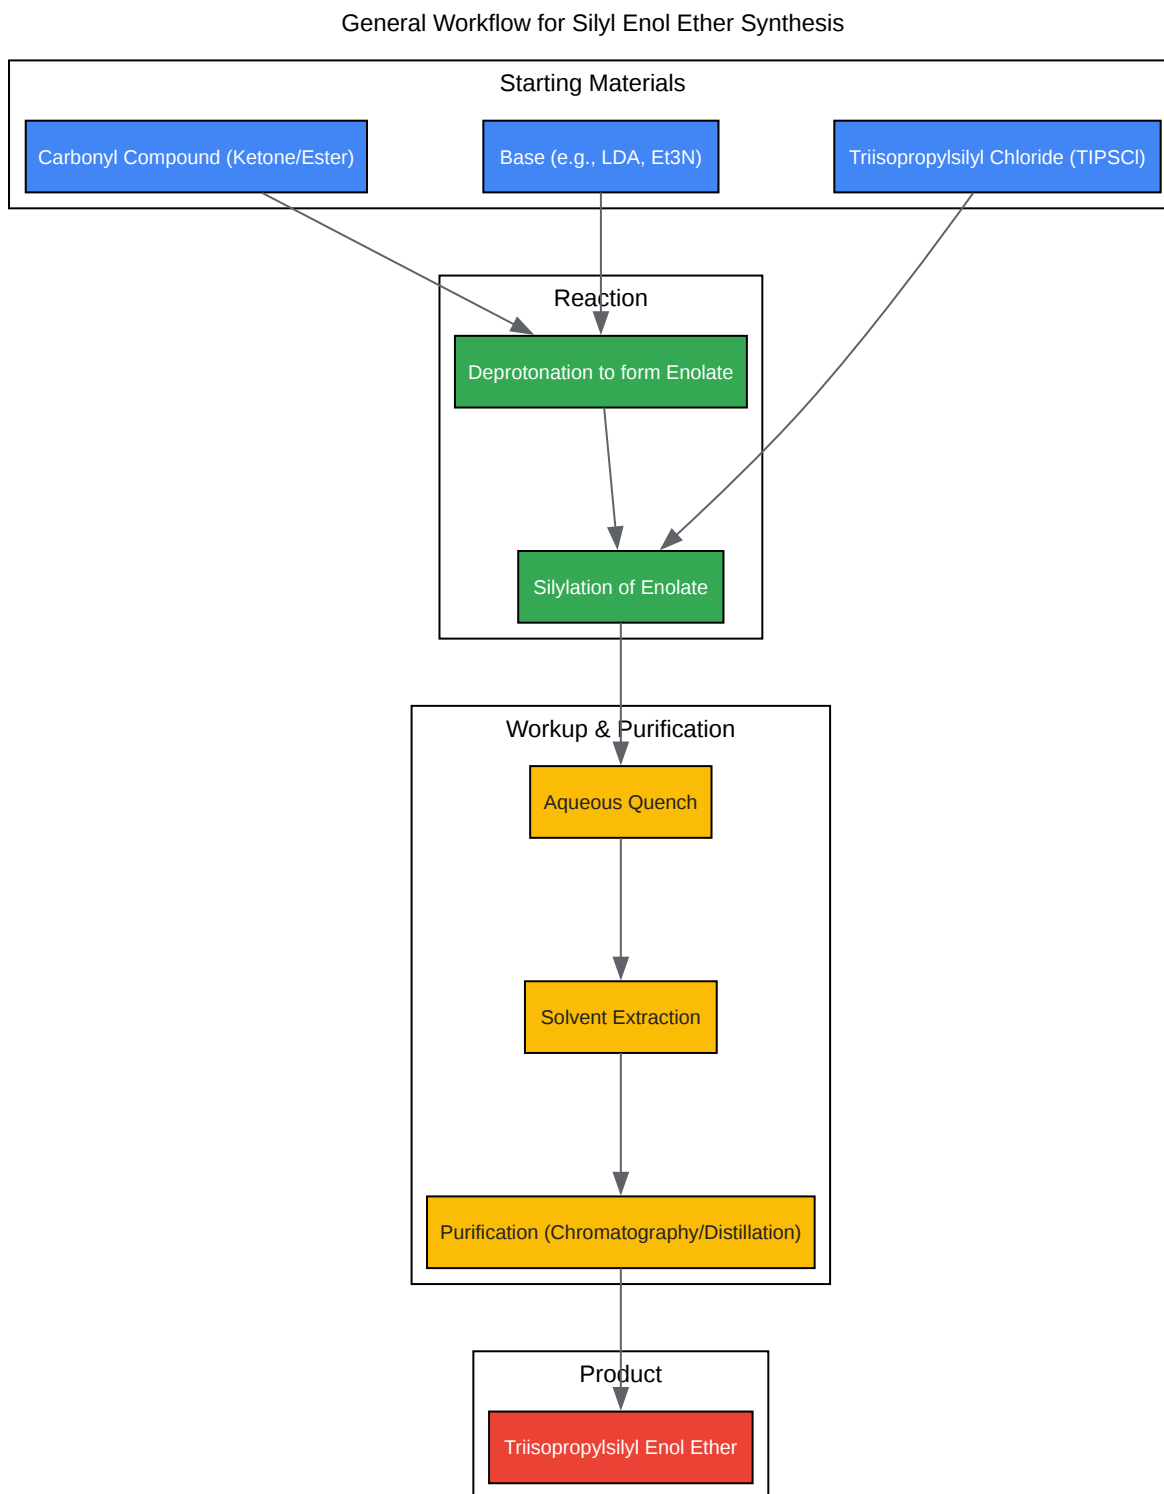 General Workflow for Silyl Enol Ether Synthesis
Starting Materials
Carbonyl Compound (Ketone/Ester)
Base (e.g., LDA, Et3N)
Triisopropylsilyl Chloride (TIPSCl)
Reaction
Deprotonation to form Enolate
Silylation of Enolate
Workup & Purification
Aqueous Quench
Solvent Extraction
Purification (Chromatography/Distillation)
Product
Triisopropylsilyl Enol Ether